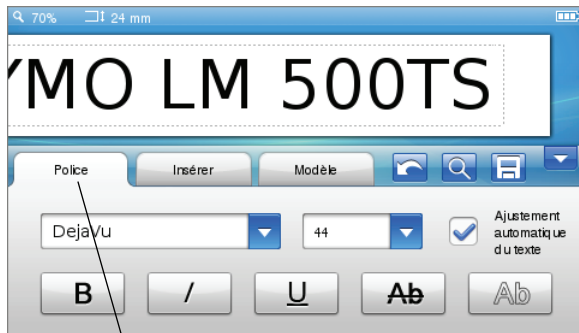 70% 24 mm
YMO LM 500TS
Police Insérer Modèle
DejaVu 44 Ajustement
automatique
du texte
B I U Ab Ab